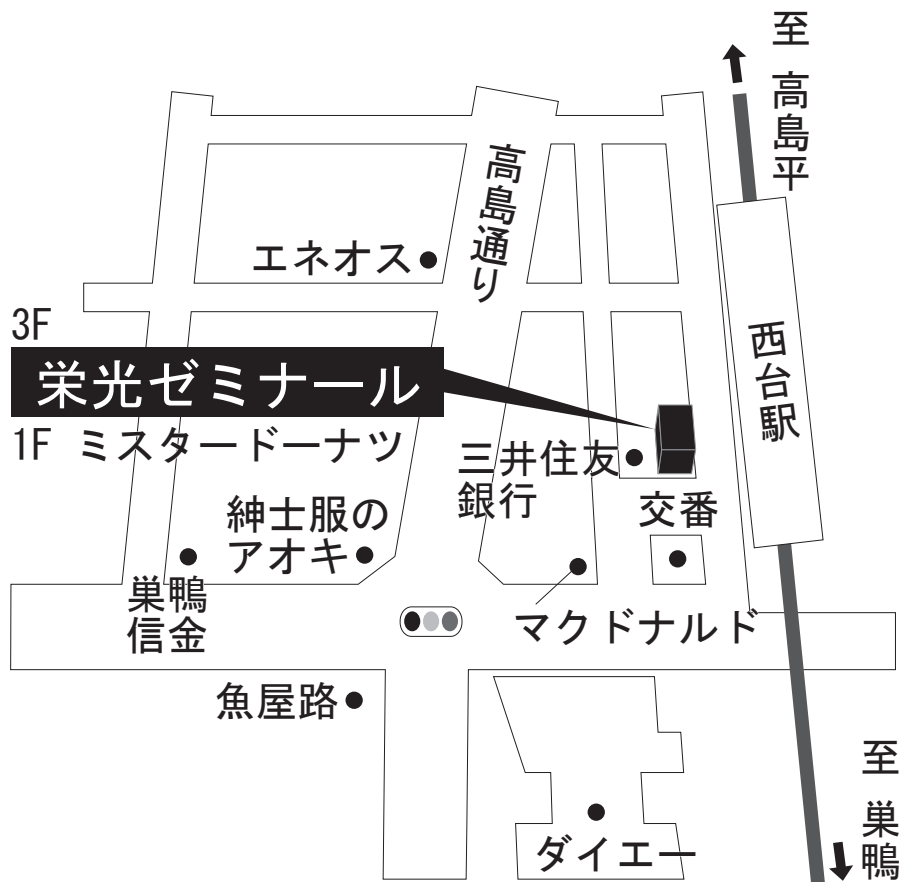 至 高島平
高島通り
エネオス
3F
栄光ゼミナール
1F ミスタードーナツ
西台駅
三井住友
銀行
交番
紳士服の
アオキ
巣鴨
信金
マクドナルド
魚屋路
至 巣鴨
ダイエー